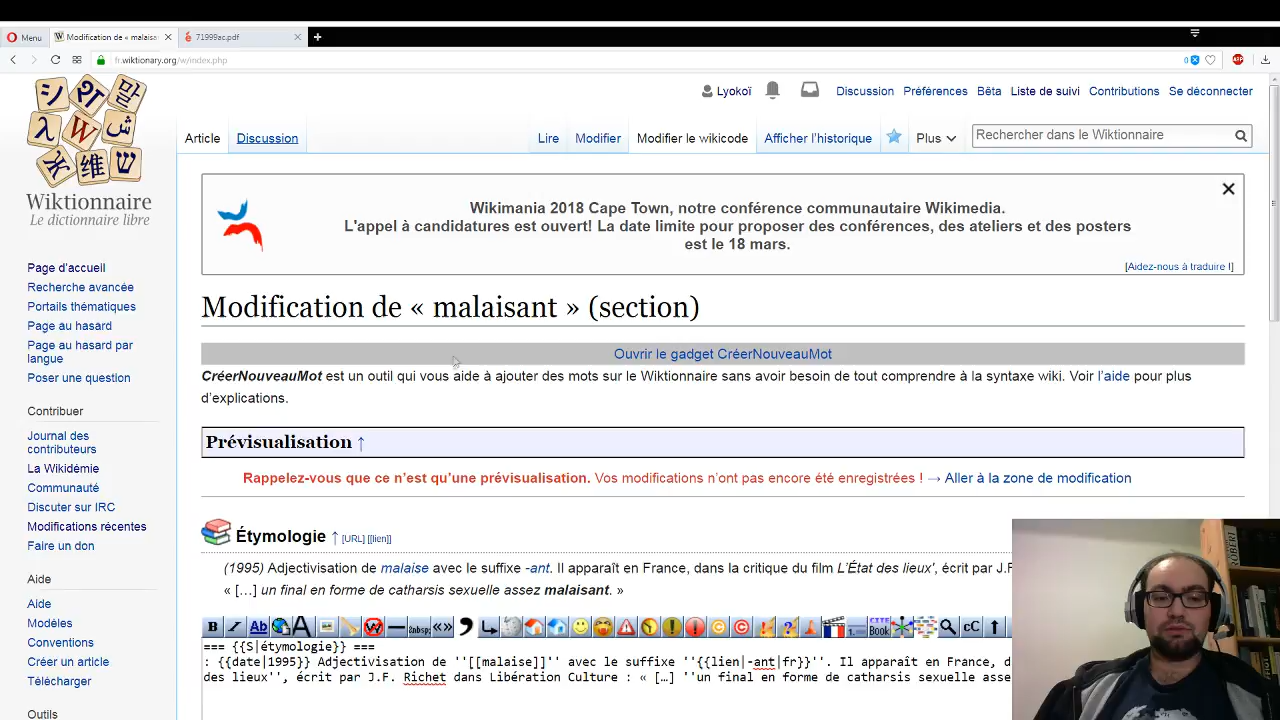 Menu
Modification de « malaisa
71999ac.pdf
fr.wiktionary.org/w/index.php
0
ABP
Lyokoï
Discussion
Préférences
Bêta
Liste de suivi
Contributions
Se déconnecter
Article
Discussion
Lire
Modifier
Modifier le wikicode
Afficher l'historique
Plus
Rechercher dans le Wiktionnaire
Wiktionnaire
Le dictionnaire libre
Wikimania 2018 Cape Town, notre conférence communautaire Wikimedia.
L'appel à candidatures est ouvert! La date limite pour proposer des conférences, des ateliers et des posters
est le 18 mars.
[Aidez-nous à traduire !]
Page d'accueil
Recherche avancée
Portails thématiques
Page au hasard
Page au hasard par
langue
Poser une question
Contribuer
Journal des
contributeurs
La Wikidémie
Communauté
Discuter sur IRC
Modifications récentes
Faire un don
Aide
Aide
Modèles
Conventions
Créer un article
Télécharger
Outils
Modification de « malaisant » (section)
Ouvrir le gadget CréerNouveauMot
CréerNouveauMot est un outil qui vous aide à ajouter des mots sur le Wiktionnaire sans avoir besoin de tout comprendre à la syntaxe wiki. Voir l'aide pour plus
d'explications.
Prévisualisation ↑
Rappelez-vous que ce n'est qu'une prévisualisation. Vos modifications n'ont pas encore été enregistrées ! → Aller à la zone de modification
Étymologie ↑ [URL] [[lien]]
(1995) Adjectivisation de malaise avec le suffixe -ant. Il apparaît en France, dans la critique du film L'État des lieux', écrit par J.F.
« […] un final en forme de catharsis sexuelle assez malaisant. »
=== {{S|étymologie}} ===
: {{date|1995}} Adjectivisation de ''[[malaise]]'' avec le suffixe ''{{lien|-ant|fr}}''. Il apparaît en France, d
des lieux'', écrit par J.F. Richet dans Libération Culture : « […] ''un final en forme de catharsis sexuelle asse